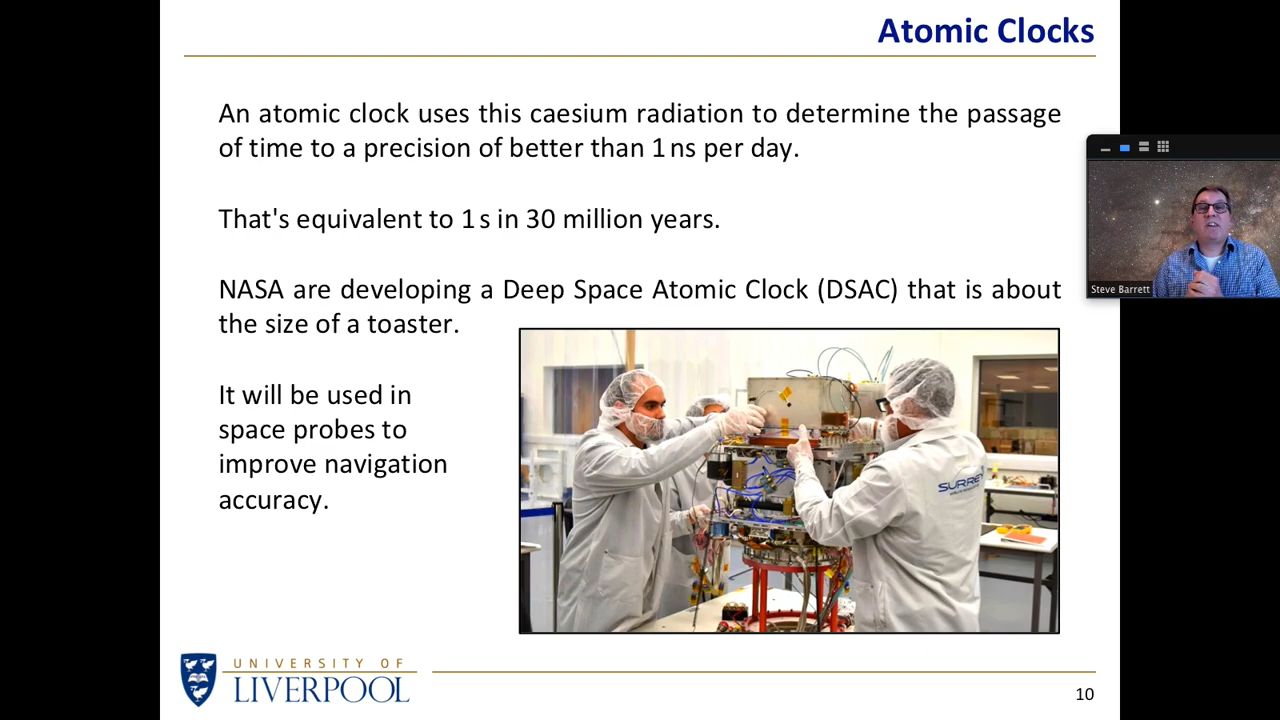 Atomic Clocks
An atomic clock uses this caesium radiation to determine the passage
of time to a precision of better than 1 ns per day.
That's equivalent to 1 s in 30 million years.
NASA are developing a Deep Space Atomic Clock (DSAC) that is about
the size of a toaster.
It will be used in
space probes to
improve navigation
accuracy.
Steve Barrett
SURREY
UNIVERSITY OF
LIVERPOOL
10